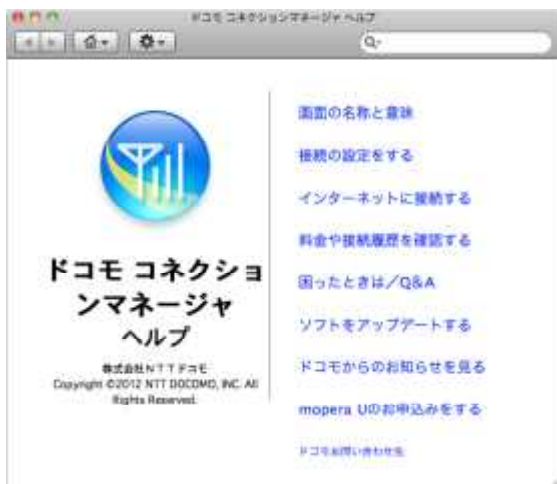 ドコモ コネクションマネージャ ヘルプ
ドコモ コネクショ
ンマネージャ
ヘルプ
株式会社NTTドコモ
Copyright ©2012 NTT DOCOMO, INC. All
Rights Reserved.
画面の名称と意味
接続の設定をする
インターネットに接続する
料金や接続履歴を確認する
困ったときは/Q&A
ソフトをアップデートする
ドコモからのお知らせを見る
mopera Uのお申込みをする
ドコモお問い合わせ先